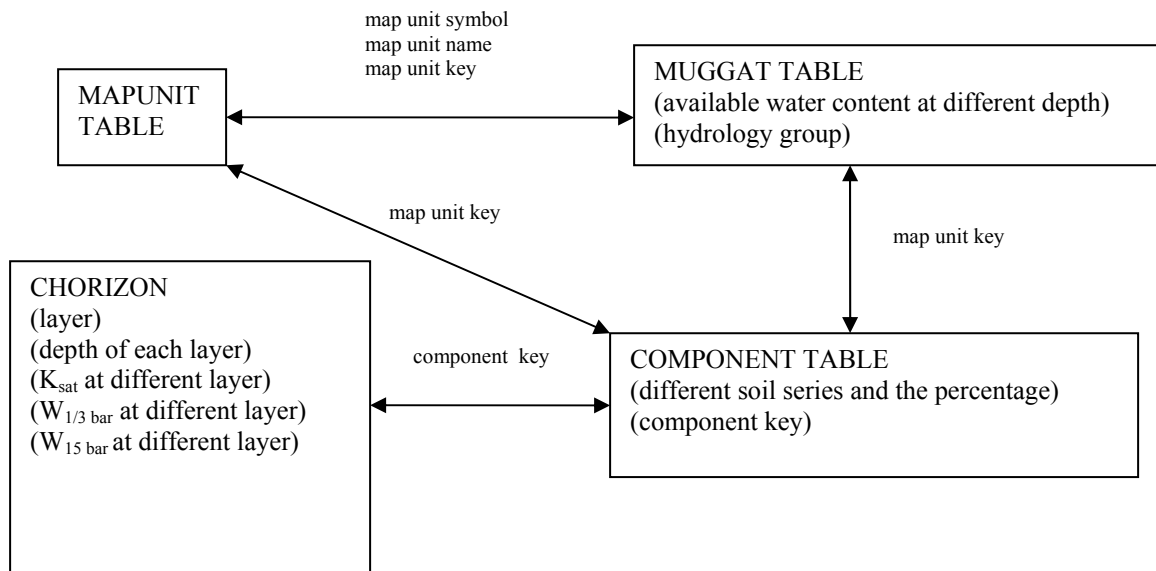 map unit symbol
map unit name
map unit key
MAPUNIT
TABLE
MUGGAT TABLE
(available water content at different depth)
(hydrology group)
map unit key
map unit key
CHORIZON
(layer)
(depth of each layer)
(Ksat at different layer)
(W1/3 bar at different layer)
(W15 bar at different layer)
component key
COMPONENT TABLE
(different soil series and the percentage)
(component key)